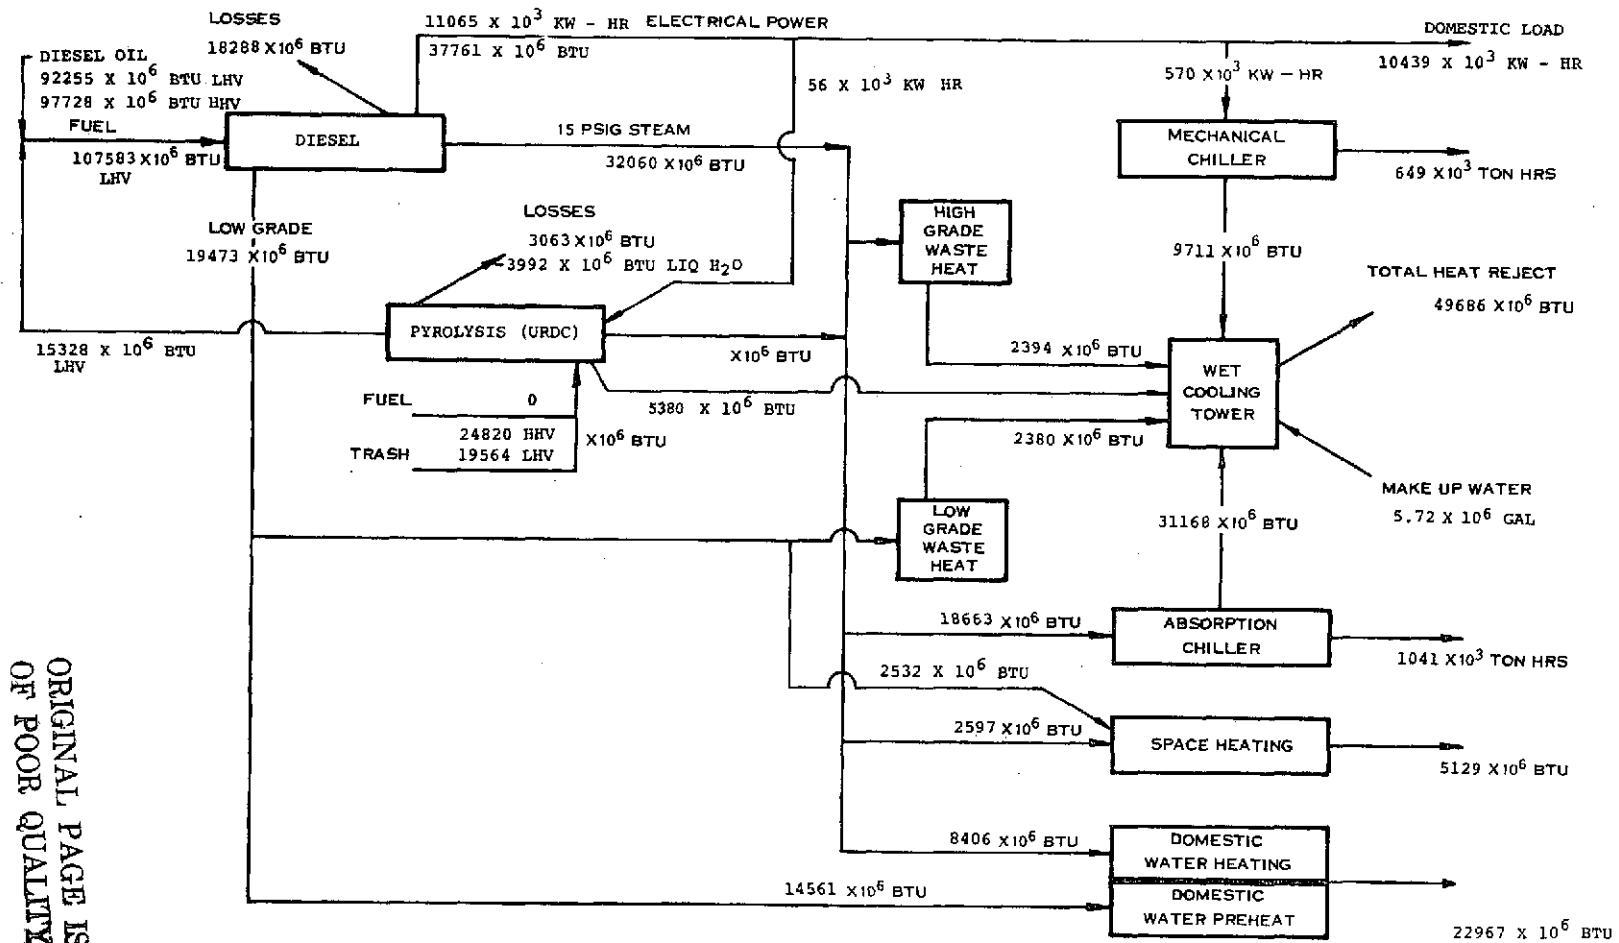 LOSSES
18288 X10⁶ BTU
11065 X 10³ KW - HR ELECTRICAL POWER
37761 X 10⁶ BTU
DOMESTIC LOAD
10439 X 10³ KW - HR
DIESEL OIL
92255 X 10⁶ BTU LHV
97728 X 10⁶ BTU HHV
FUEL
107583 X10⁶ BTU
LHV
DIESEL
15 PSIG STEAM
32060 X10⁶ BTU
56 X 10³ KW HR
570 X10³ KW - HR
MECHANICAL
CHILLER
649 X10³ TON HRS
LOW GRADE
19473 X10⁶ BTU
LOSSES
3063 X10⁶ BTU
-3992 X 10⁶ BTU LIQ H₂O
HIGH
GRADE
WASTE
HEAT
9711 X10⁶ BTU
TOTAL HEAT REJECT
49686 X10⁶ BTU
PYROLYSIS (URDC)
15328 X 10⁶ BTU
LHV
X10⁶ BTU
2394 X10⁶ BTU
WET
COOLING
TOWER
FUEL 0
5380 X 10⁶ BTU
24820 HHV
19564 LHV
X10⁶ BTU
TRASH
2380 X10⁶ BTU
MAKE UP WATER
5.72 X 10⁶ GAL
LOW
GRADE
WASTE
HEAT
31168 X10⁶ BTU
18663 X10⁶ BTU
ABSORPTION
CHILLER
1041 X10³ TON HRS
2532 X 10⁶ BTU
2597 X10⁶ BTU
SPACE HEATING
5129 X10⁶ BTU
8406 X10⁶ BTU
DOMESTIC
WATER HEATING
14561 X10⁶ BTU
DOMESTIC
WATER PREHEAT
22967 X 10⁶ BTU
ORIGINAL PAGE IS
OF POOR QUALITY